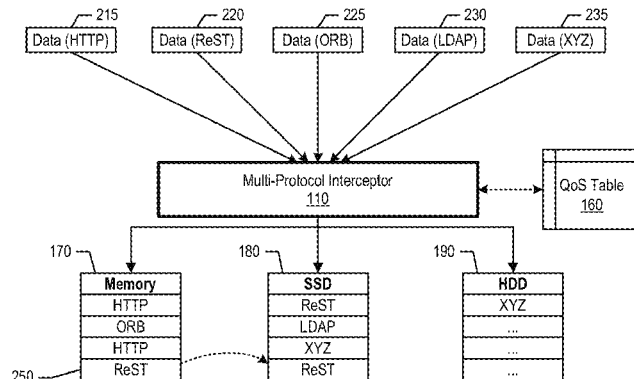 215 220 225 230 235
Data (HTTP) Data (ReST) Data (ORB) Data (LDAP) Data (XYZ)
Multi-Protocol Interceptor
110
QoS Table
160
170 180 190
Memory SSD HDD
HTTP ReST XYZ
ORB LDAP ...
HTTP XYZ ...
ReST ReST ...
250